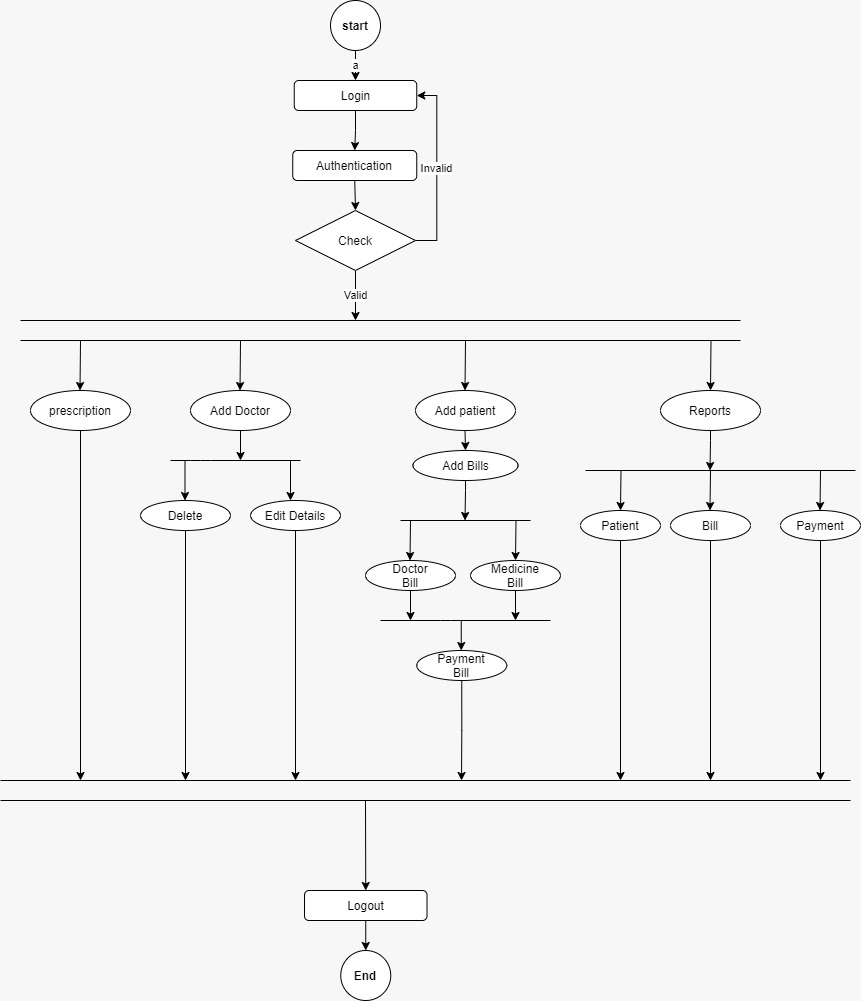 start
a
Login
Authentication
Invalid
Check
Valid
prescription
Add Doctor
Add patient
Reports
Add Bills
Delete
Edit Details
Patient
Bill
Payment
Doctor
Bill
Medicine
Bill
Payment
Bill
Logout
End